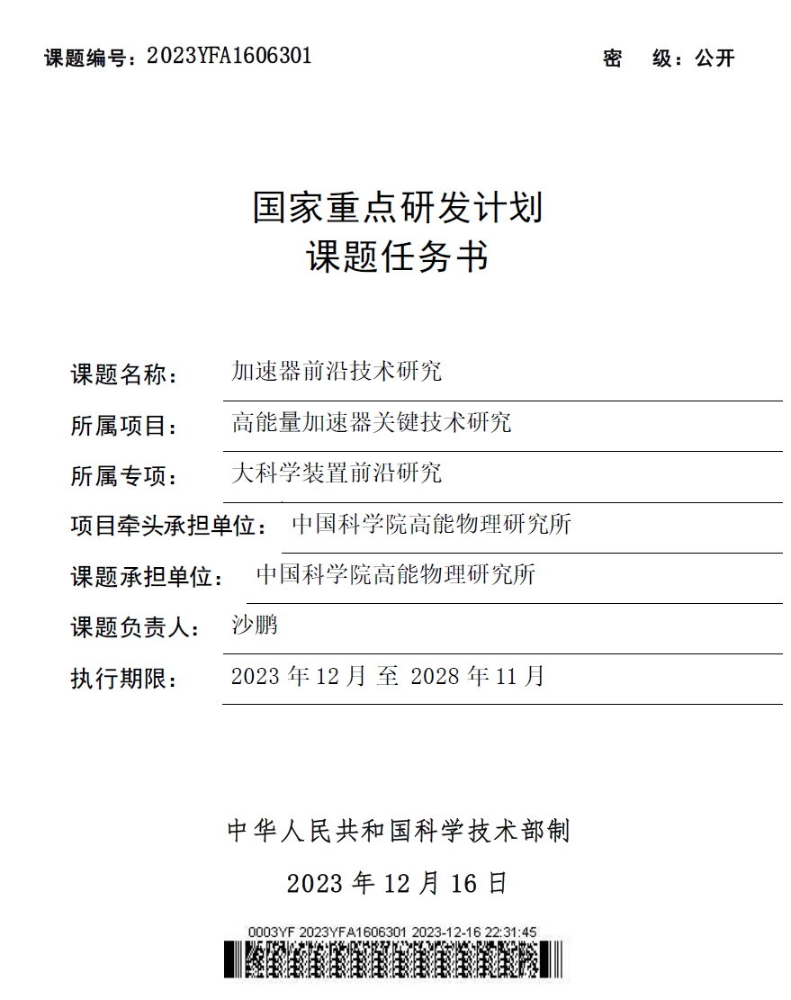 课题编号：2023YFA1606301 密 级：公开
国家重点研发计划
课题任务书
课题名称： 加速器前沿技术研究
所属项目： 高能量加速器关键技术研究
所属专项： 大科学装置前沿研究
项目牵头承担单位： 中国科学院高能物理研究所
课题承担单位： 中国科学院高能物理研究所
课题负责人： 沙鹏
执行期限： 2023 年 12 月 至 2028 年 11 月
中华人民共和国科学技术部制
2023 年 12 月 16 日
0003YF 2023YFA1606301 2023-12-16 22:31:45